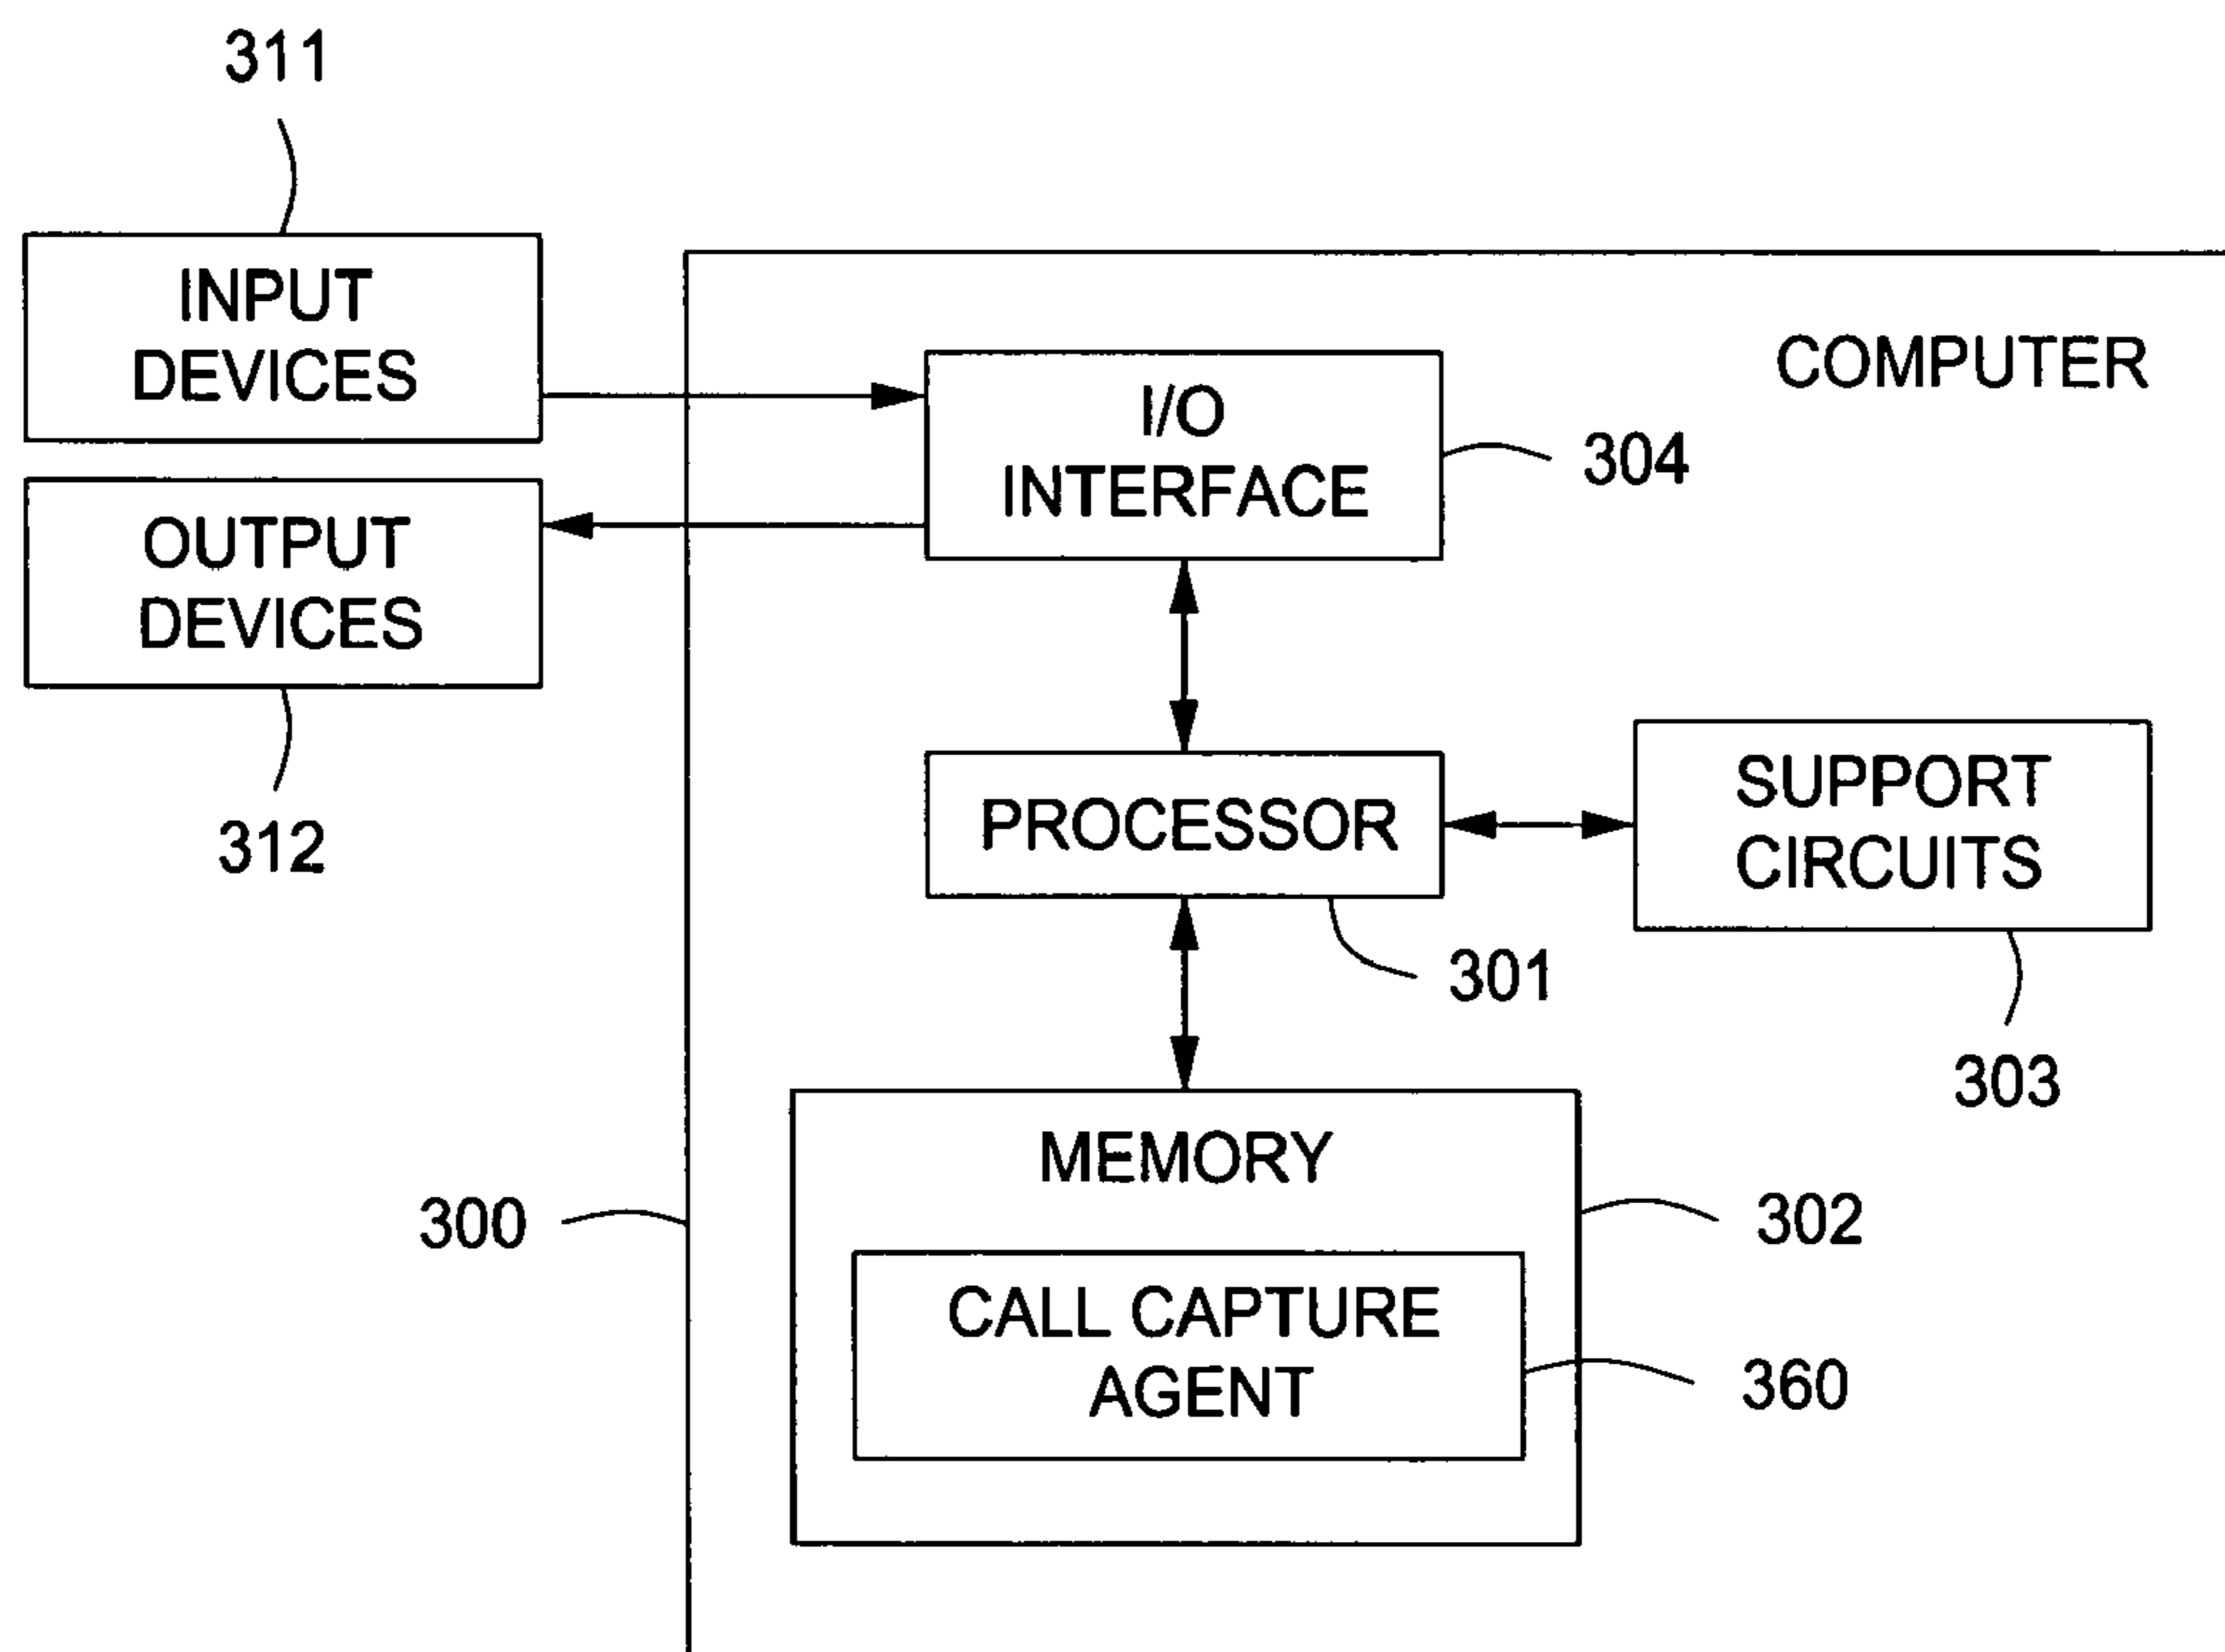 311
INPUT
DEVICES
COMPUTER
I/O
INTERFACE
304
OUTPUT
DEVICES
312
PROCESSOR
301
SUPPORT
CIRCUITS
303
MEMORY
300
302
CALL CAPTURE
AGENT
360